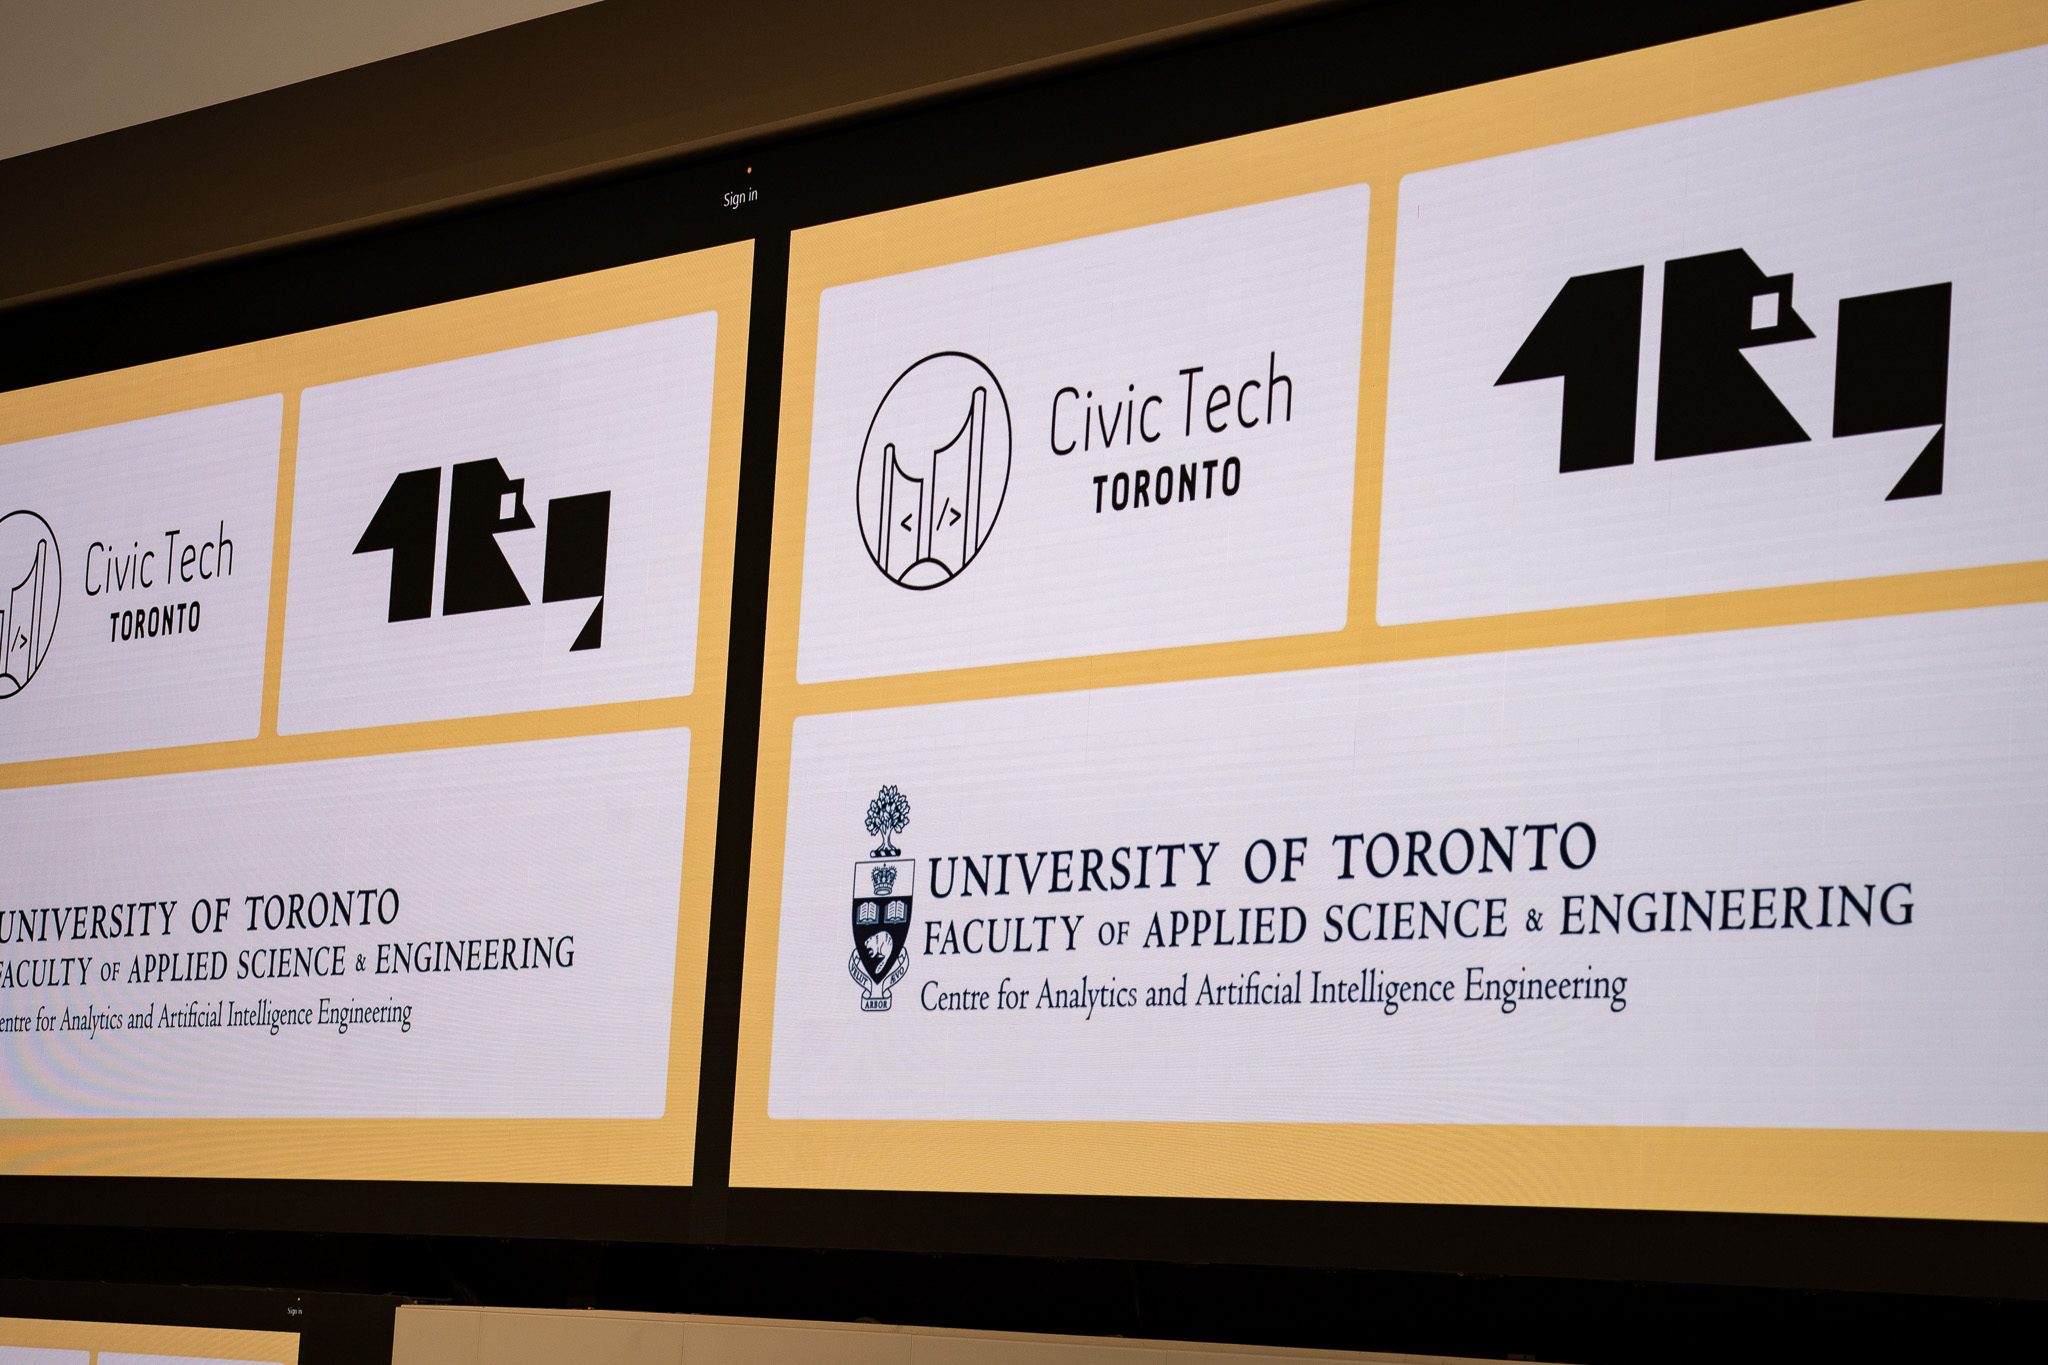 Sign in
Civic Tech
TORONTO
UNIVERSITY OF TORONTO
FACULTY OF APPLIED SCIENCE & ENGINEERING
Centre for Analytics and Artificial Intelligence Engineering
Civic Tech
TORONTO
</>
UNIVERSITY OF TORONTO
FACULTY OF APPLIED SCIENCE & ENGINEERING
Centre for Analytics and Artificial Intelligence Engineering
VELUT ARBOR ÆVO
Sign in